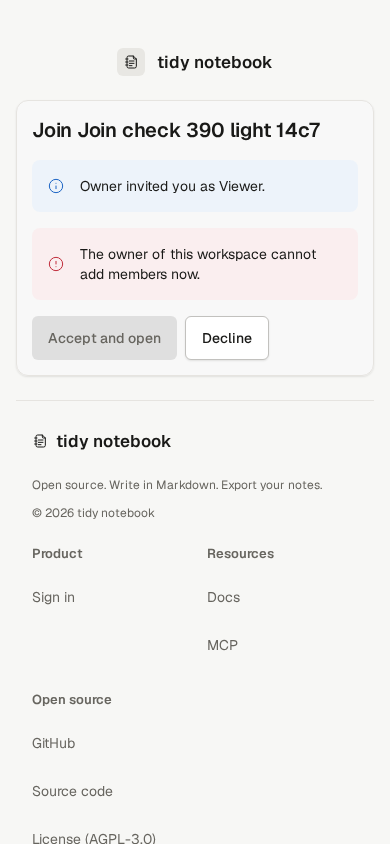 tidy notebook
Join Join check 390 light 14c7
Owner invited you as Viewer.
The owner of this workspace cannot
add members now.
Accept and open
Decline
tidy notebook
Open source. Write in Markdown. Export your notes.
© 2026 tidy notebook
Product
Resources
Sign in
Docs
MCP
Open source
GitHub
Source code
License (AGPL-3.0)